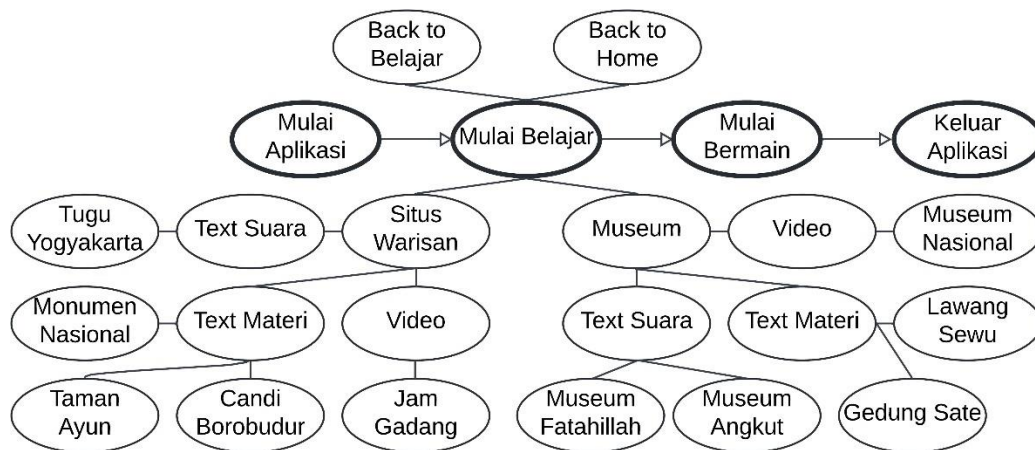 Back to
Belajar
Back to
Home
Mulai
Aplikasi
Mulai Belajar
Mulai
Bermain
Keluar
Aplikasi
Tugu
Yogyakarta
Text Suara
Situs
Warisan
Museum
Video
Museum
Nasional
Monumen
Nasional
Text Materi
Video
Text Suara
Text Materi
Lawang
Sewu
Taman
Ayun
Candi
Borobudur
Jam
Gadang
Museum
Fatahillah
Museum
Angkut
Gedung Sate